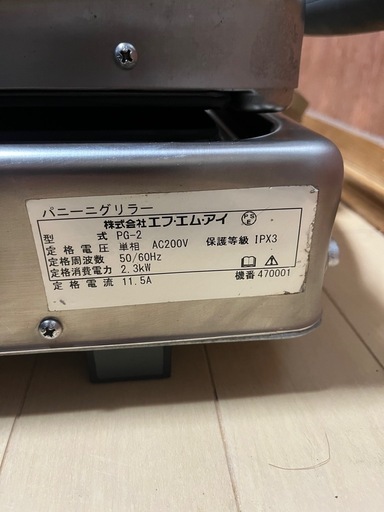 パニーニグリラー
株式会社エフ・エム・アイ
PSE
型式 PG-2
定格電圧 単相 AC200V 保護等級 IPX3
定格周波数 50/60Hz
定格消費電力 2.3kW
定格電流 11.5A
機番 470001